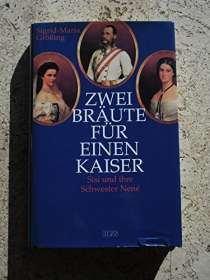 Sigrid-Maria
Größing
ZWEI
BRÄUTE
FÜR
EINEN
KAISER
Sisi und ihre
Schwester Nené